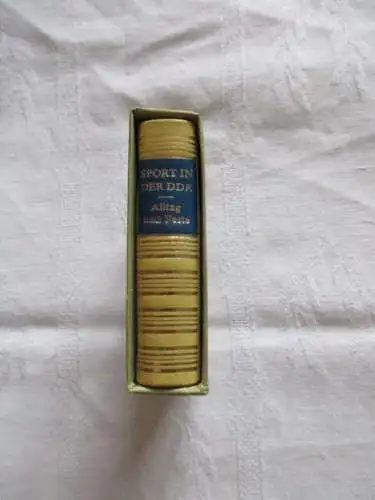 SPORT IN
DER DDR
Alltag
und Feste